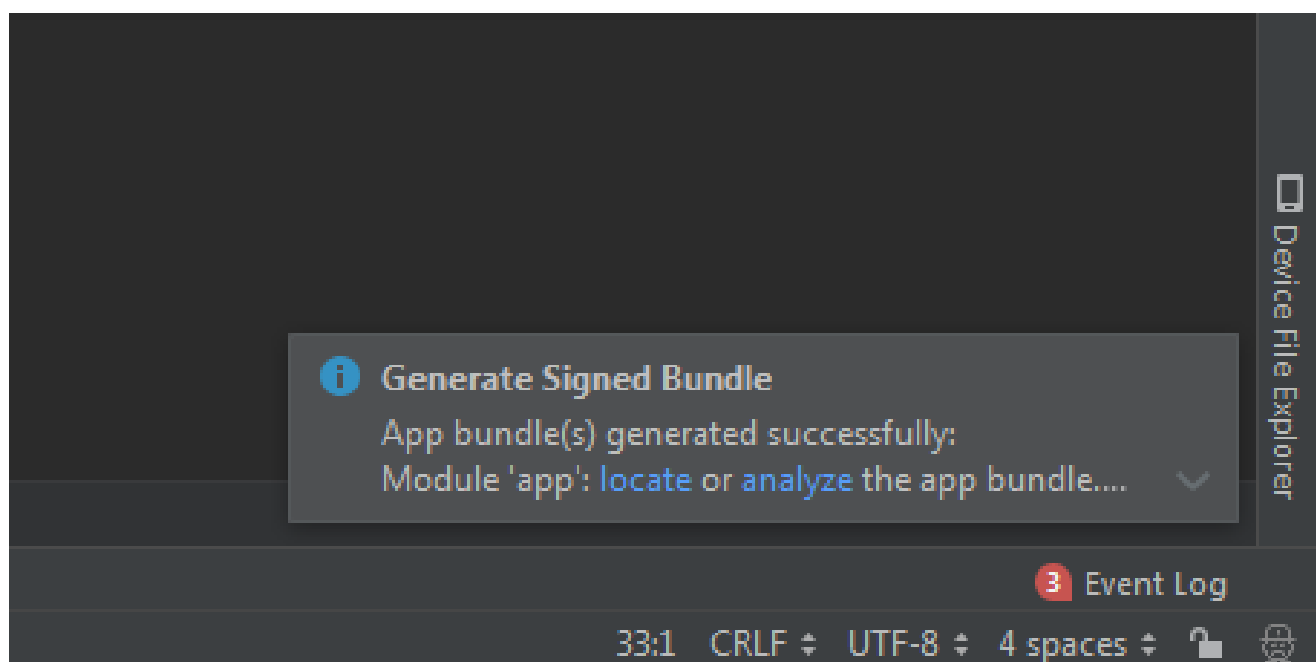 Device File Explorer
Generate Signed Bundle
App bundle(s) generated successfully:
Module 'app': locate or analyze the app bundle.....
3 Event Log
33:1 CRLF UTF-8 4 spaces